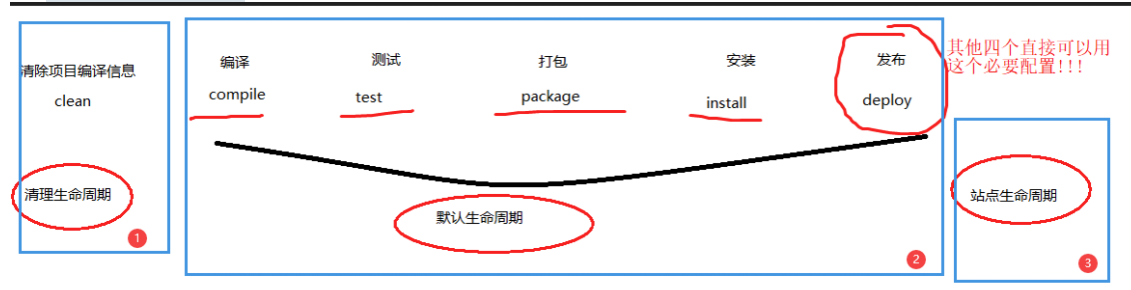 清除项目编译信息
clean
清理生命周期
1
编译
compile
测试
test
打包
package
安装
install
发布
deploy
默认生命周期
2
其他四个直接可以用
这个必要配置!!!
站点生命周期
3